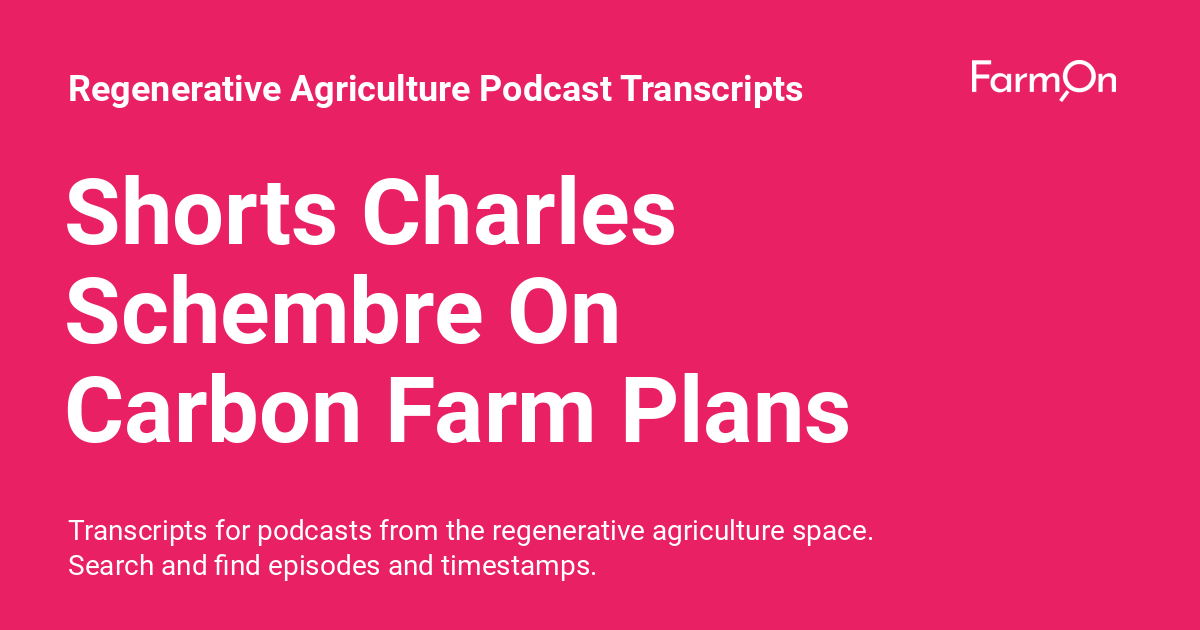 Regenerative Agriculture Podcast Transcripts
FarmOn
Shorts Charles
Schembre On
Carbon Farm Plans
Transcripts for podcasts from the regenerative agriculture space.
Search and find episodes and timestamps.